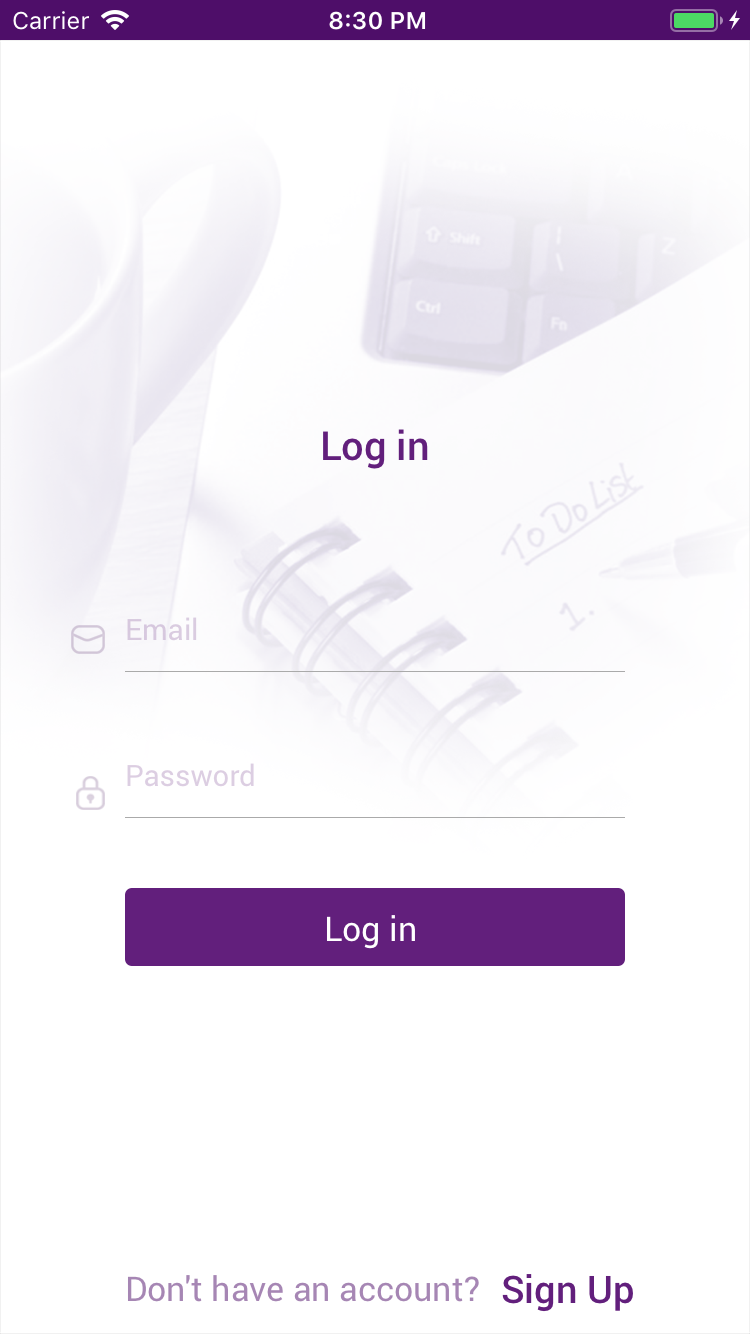 Carrier 8:30 PM
Shift
Z
Ctrl
Fn
Log in
To Do List
1.
Email
Password
Log in
Don't have an account? Sign Up